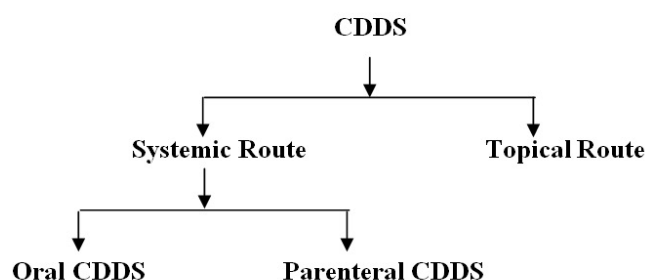 CDDS
Systemic Route
Topical Route
Oral CDDS
Parenteral CDDS